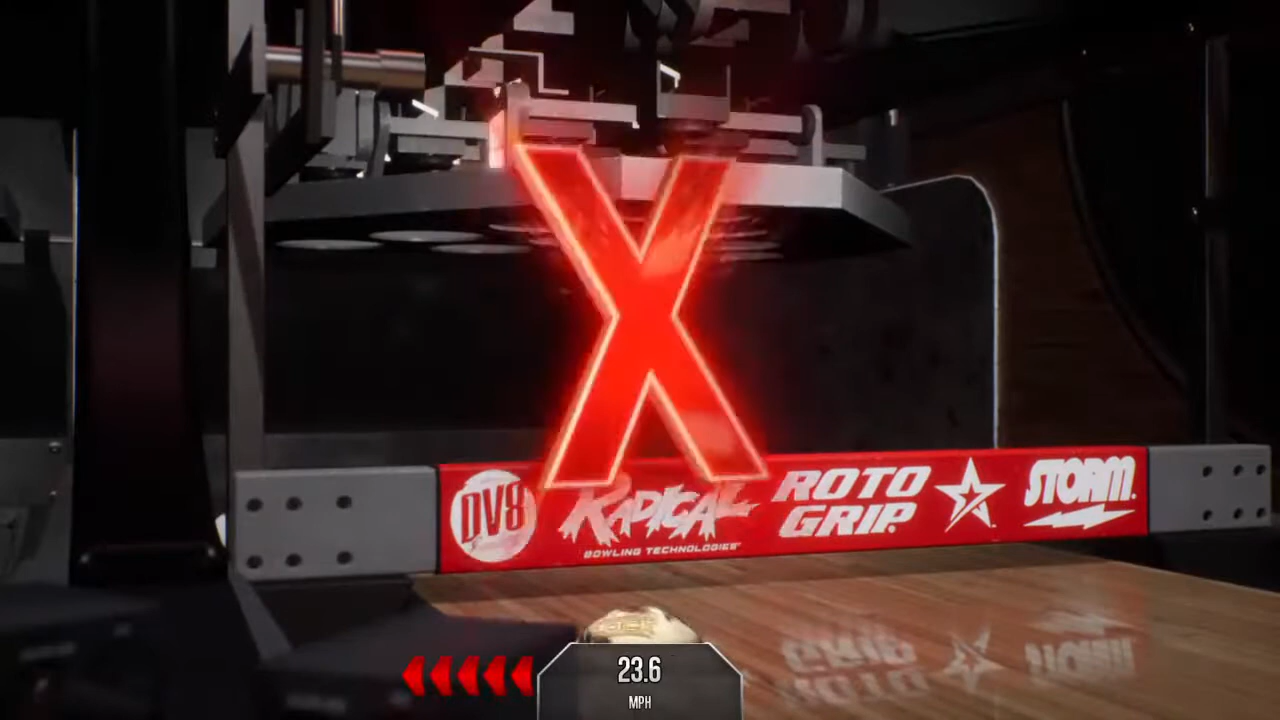 X
DV8
RADICAL
BOWLING TECHNOLOGIES
ROTO
GRIP
STORM
23.6
MPH